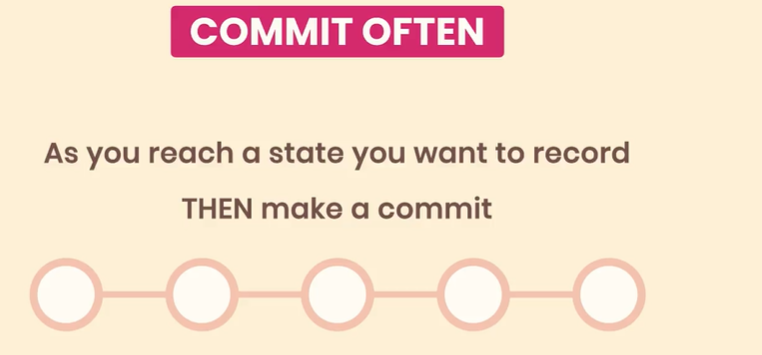 COMMIT OFTEN
As you reach a state you want to record
THEN make a commit